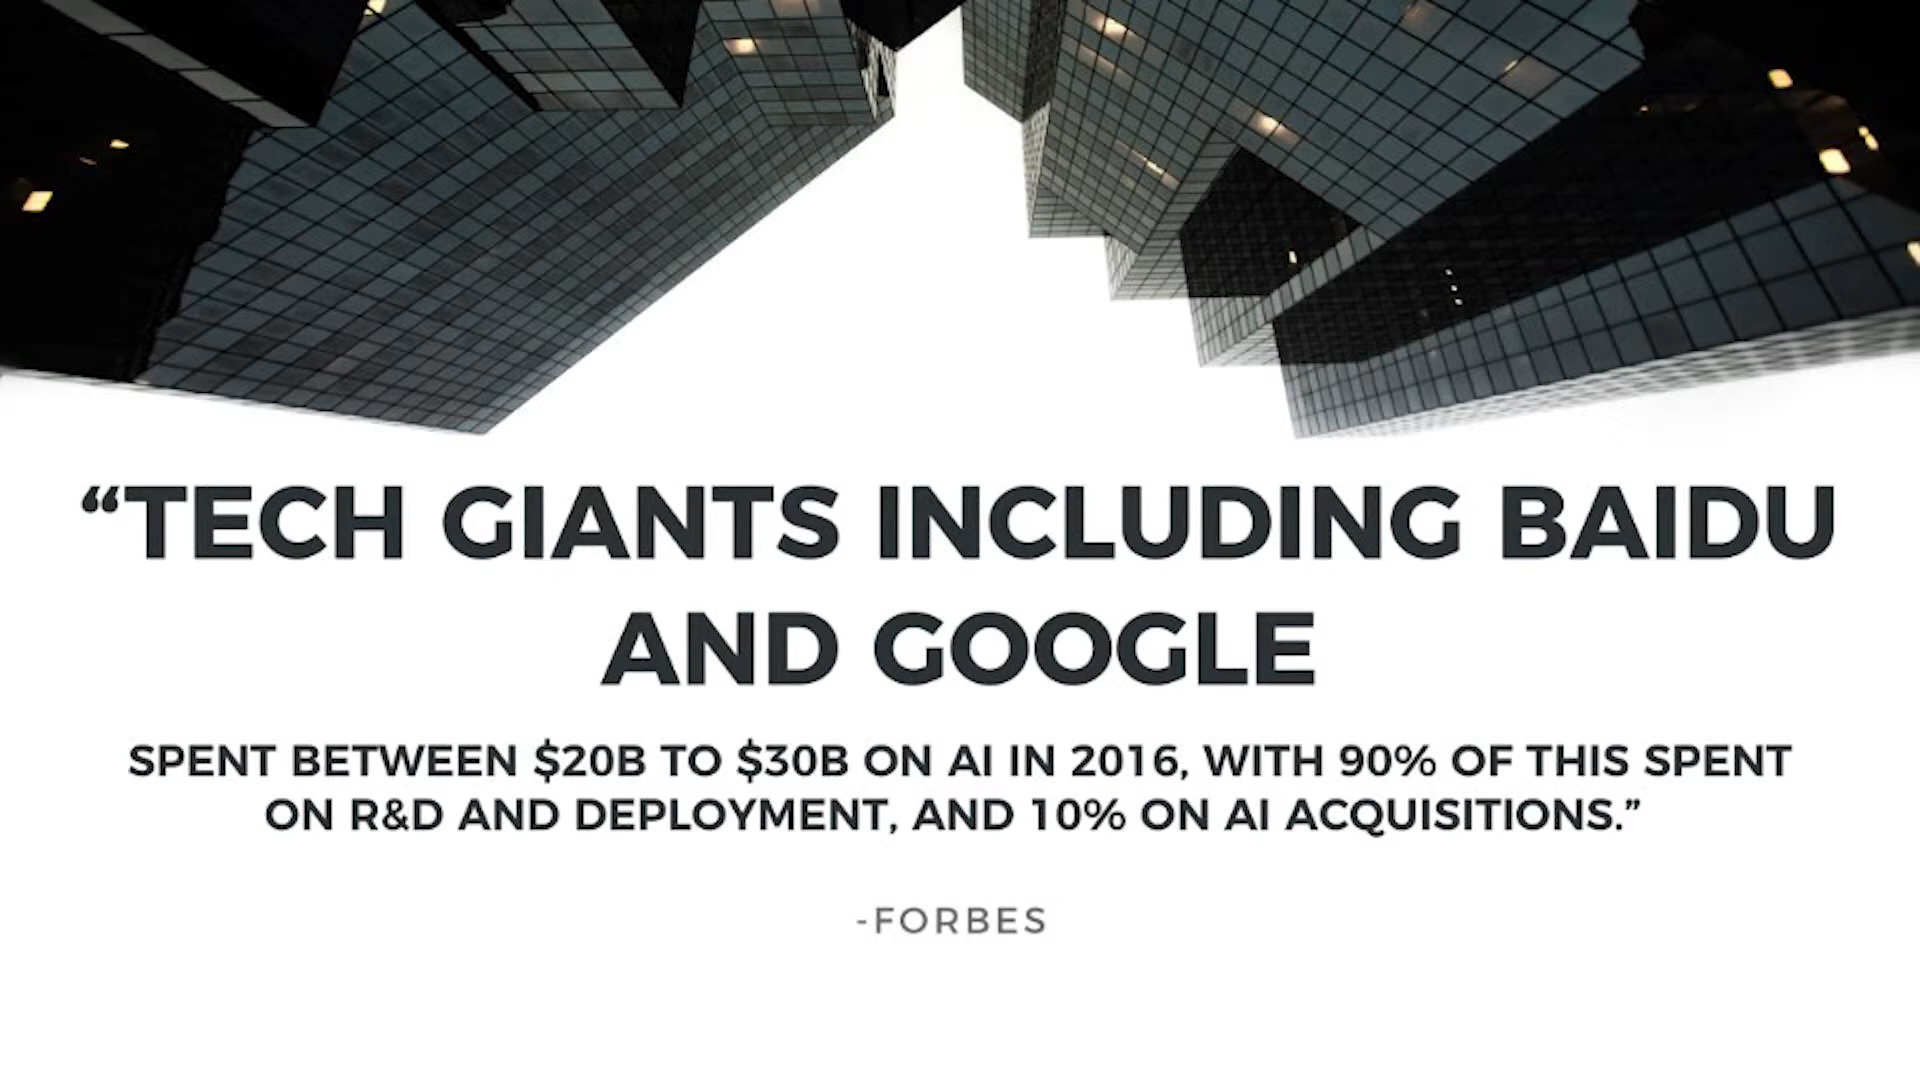 “TECH GIANTS INCLUDING BAIDU
AND GOOGLE
SPENT BETWEEN $20B TO $30B ON AI IN 2016, WITH 90% OF THIS SPENT
ON R&D AND DEPLOYMENT, AND 10% ON AI ACQUISITIONS.”
-FORBES